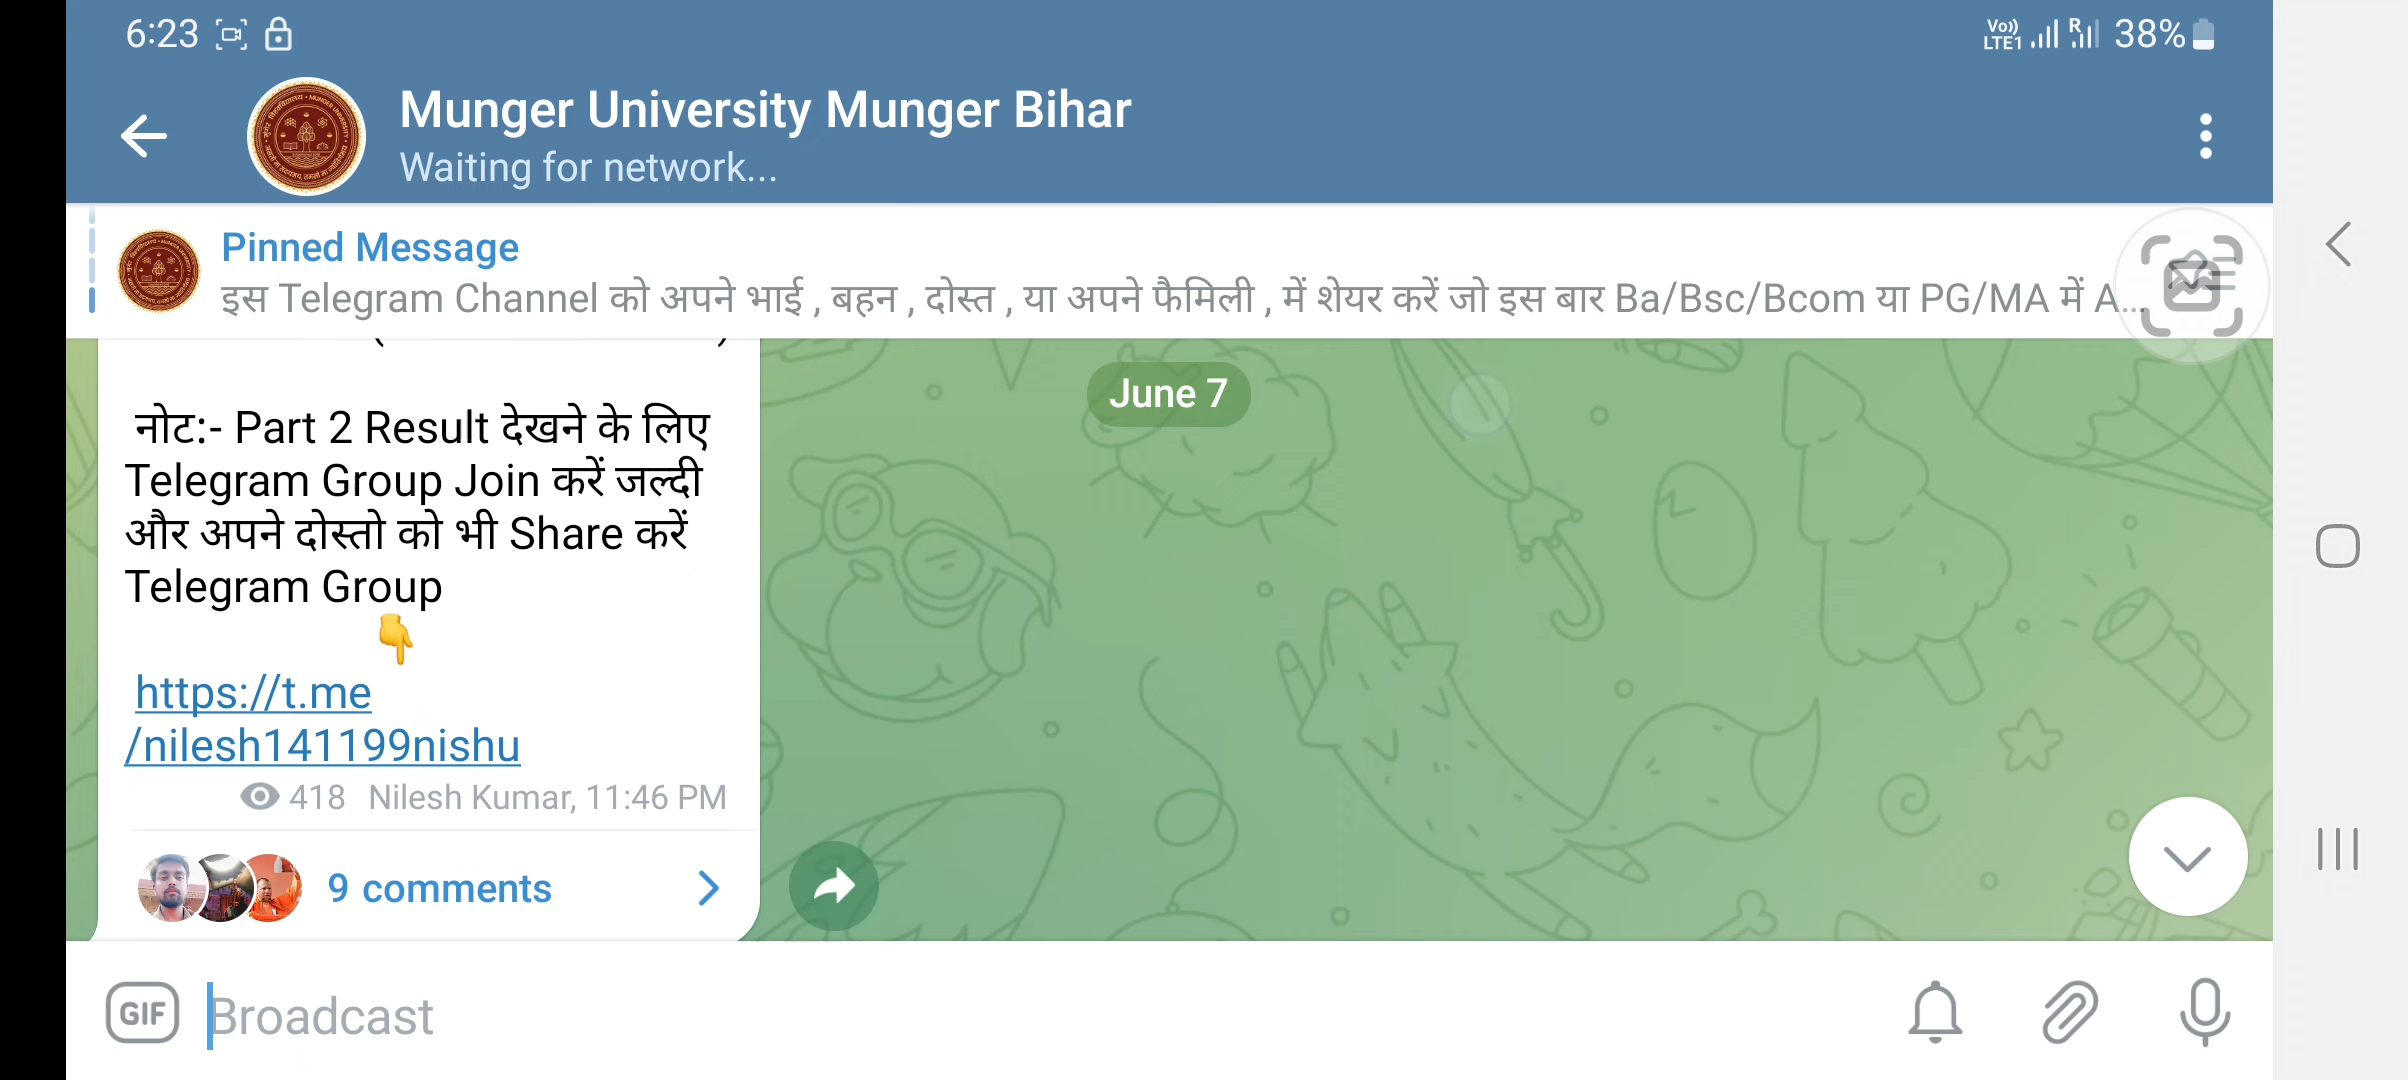 6:23
Vo)) LTE1 R 38%
Munger University Munger Bihar
Waiting for network...
Pinned Message
इस Telegram Channel को अपने भाई , बहन , दोस्त , या अपने फैमिली , में शेयर करें जो इस बार Ba/Bsc/Bcom या PG/MA में A...
June 7
नोट:- Part 2 Result देखने के लिए
Telegram Group Join करें जल्दी
और अपने दोस्तो को भी Share करें
Telegram Group
https://t.me
/nilesh141199nishu
418 Nilesh Kumar, 11:46 PM
9 comments
GIF Broadcast